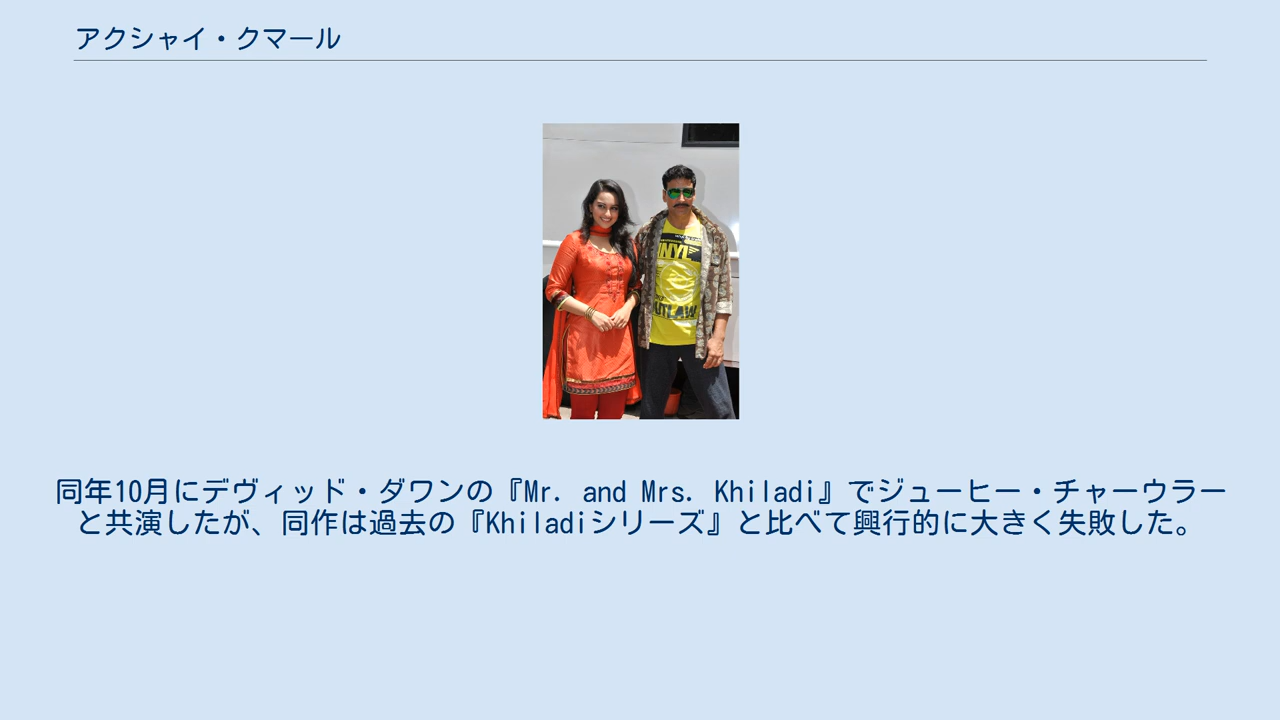 アクシャイ・クマール
INYL
OUTLAW
同年10月にデヴィッド・ダワンの『Mr. and Mrs. Khiladi』でジューヒー・チャーウラー
と共演したが、同作は過去の『Khiladiシリーズ』と比べて興行的に大きく失敗した。